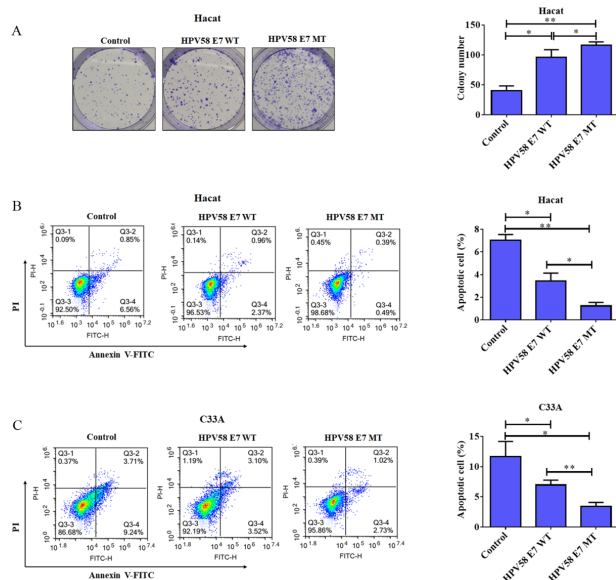 A
Hacat
Control
HPV58 E7 WT
HPV58 E7 MT
Hacat
Colony number
150
100
50
0
**
*
*
Control
HPV58 E7 WT
HPV58 E7 MT
B
Hacat
Control
HPV58 E7 WT
HPV58 E7 MT
Q3-1
0.09%
Q3-2
0.85%
Q3-3
92.50%
Q3-4
6.56%
Q3-1
0.14%
Q3-2
0.96%
Q3-3
96.53%
Q3-4
2.37%
Q3-1
0.45%
Q3-2
0.39%
Q3-3
98.68%
Q3-4
0.49%
PI-H
PI-H
PI-H
FITC-H
FITC-H
FITC-H
PI
Annexin V-FITC
Hacat
Apoptotic cell (%)
8
6
4
2
0
*
**
*
Control
HPV58 E7 WT
HPV58 E7 MT
C
C33A
Control
HPV58 E7 WT
HPV58 E7 MT
Q3-1
0.37%
Q3-2
3.71%
Q3-3
86.68%
Q3-4
9.24%
Q3-1
1.19%
Q3-2
3.10%
Q3-3
92.19%
Q3-4
3.52%
Q3-1
0.39%
Q3-2
1.02%
Q3-3
95.86%
Q3-4
2.73%
PI-H
PI-H
PI-H
FITC-H
FITC-H
FITC-H
PI
Annexin V-FITC
C33A
Apoptotic cell (%)
15
10
5
0
*
*
**
Control
HPV58 E7 WT
HPV58 E7 MT